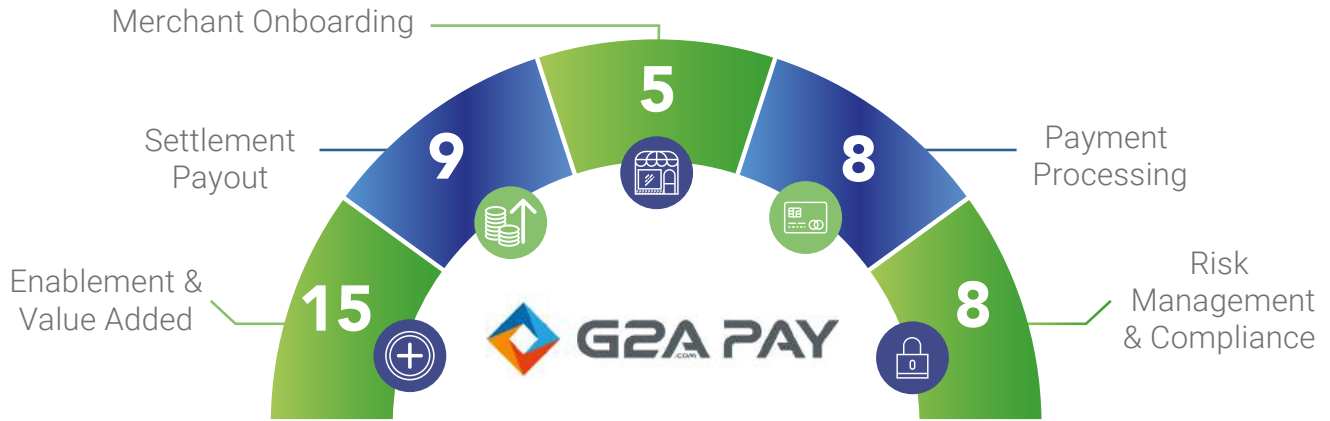 Merchant Onboarding
5
Settlement
Payout
9
8
Payment
Processing
Enablement &
Value Added
15
8
Risk
Management
& Compliance
G2A PAY
.COM
0